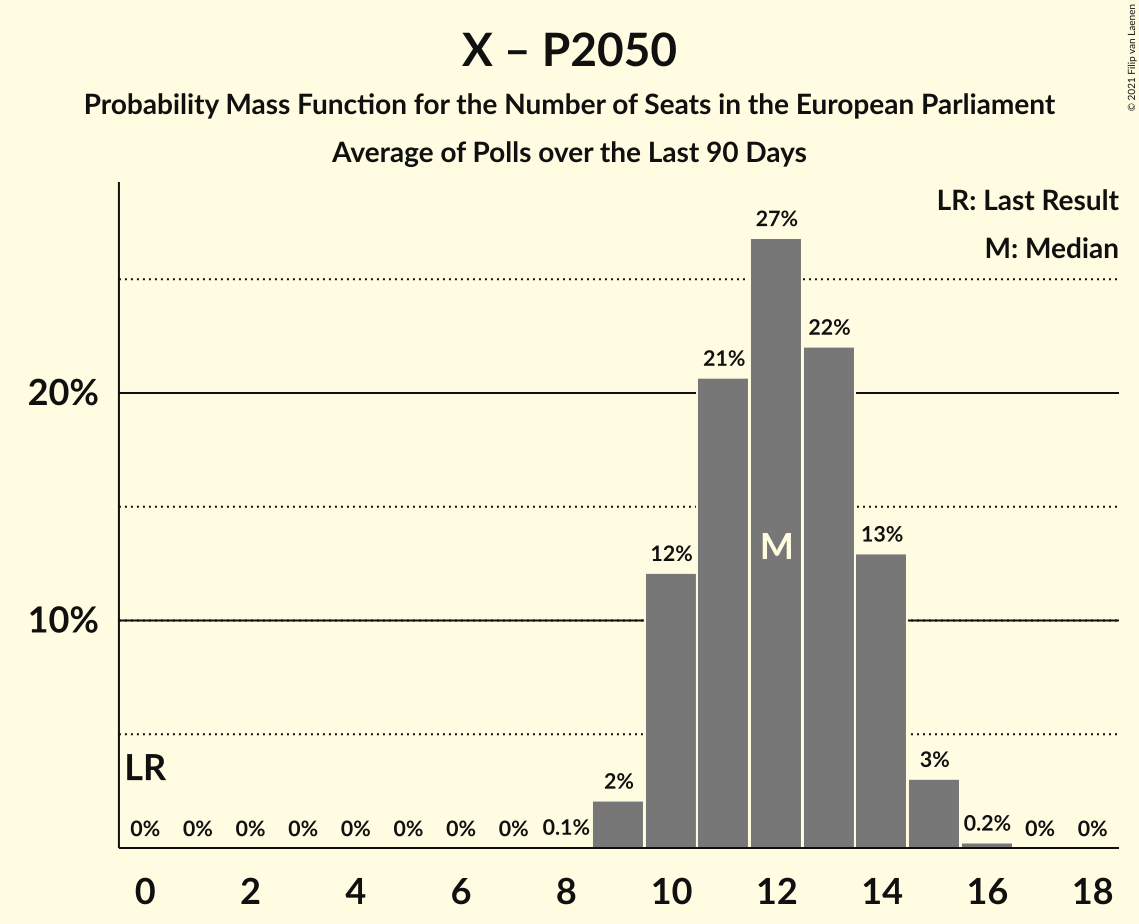 X – P2050
Probability Mass Function for the Number of Seats in the European Parliament
Average of Polls over the Last 90 Days
© 2021 Filip van Laenen
LR: Last Result
M: Median
27%
22%
21%
20%
13%
12%
M
10%
3%
2%
LR
0% 0% 0% 0% 0% 0% 0% 0% 0.1% 0.2% 0% 0%
0 2 4 6 8 10 12 14 16 18